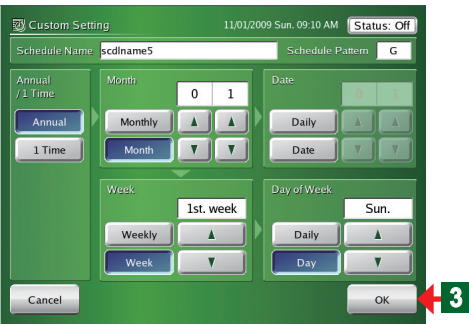 Custom Setting 11/01/2009 Sun. 09:10 AM Status: Off
Schedule Name scdlname5 Schedule Pattern G
Annual
/ 1 Time
Annual
1 Time
Month
0 1
Monthly
Month
Date
0 1
Daily
Date
Week
1st. week
Weekly
Week
Day of Week
Sun.
Daily
Day
Cancel OK 3